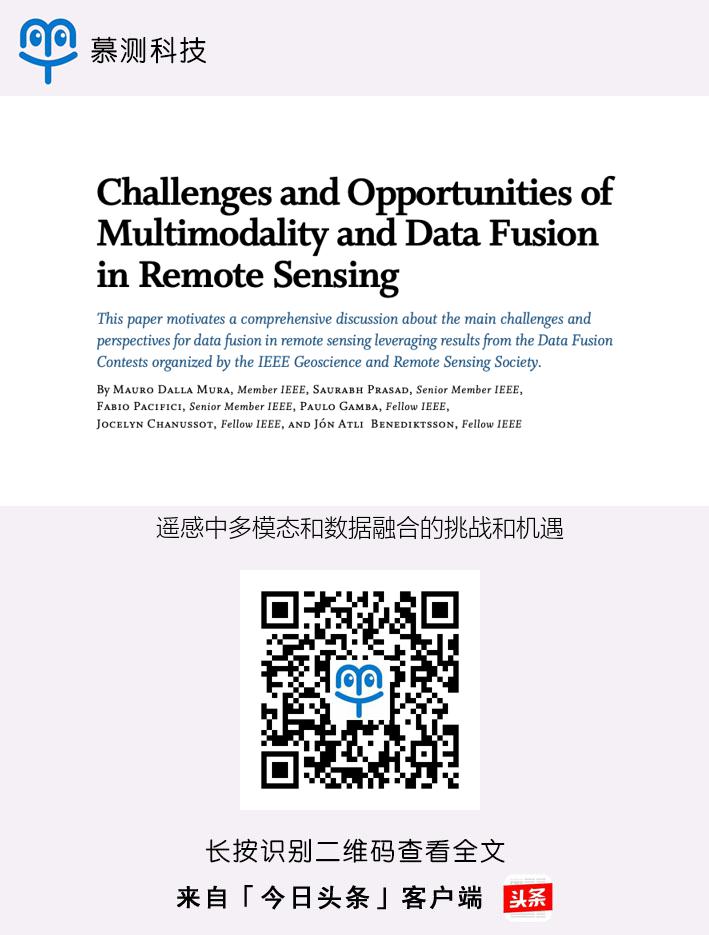 慕测科技
Challenges and Opportunities of
Multimodality and Data Fusion
in Remote Sensing
This paper motivates a comprehensive discussion about the main challenges and
perspectives for data fusion in remote sensing leveraging results from the Data Fusion
Contests organized by the IEEE Geoscience and Remote Sensing Society.
By Mauro Dalla Mura, Member IEEE, Saurabh Prasad, Senior Member IEEE,
Fabio Pacifici, Senior Member IEEE, Paulo Gamba, Fellow IEEE,
Jocelyn Chanussot, Fellow IEEE, and Jón Atli Benediktsson, Fellow IEEE
遥感中多模态和数据融合的挑战和机遇
长按识别二维码查看全文
来自「今日头条」客户端 头条